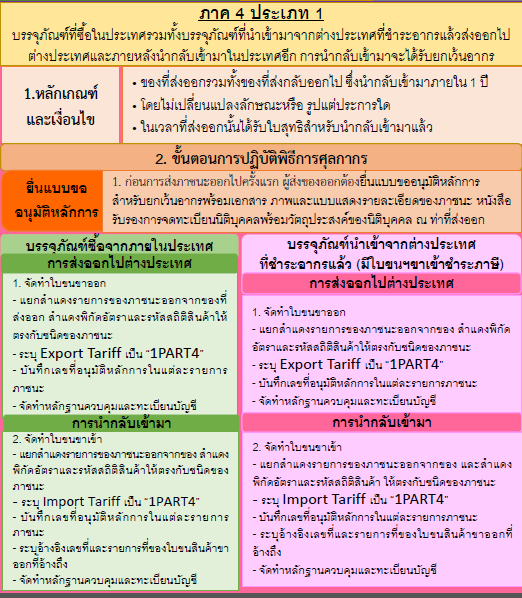 ภาค 4 ประเภท 1
บรรจุภัณฑ์ที่ซื้อในประเทศรวมทั้งบรรจุภัณฑ์ที่นำเข้ามาจากต่างประเทศที่ชำระอากรแล้วส่งออกไป
ต่างประเทศและภายหลังนำกลับเข้ามาในประเทศอีก การนำกลับเข้ามาจะได้รับยกเว้นอากร
1.หลักเกณฑ์
และเงื่อนไข
• ของที่ส่งออกรวมทั้งของที่ส่งกลับออกไป ซึ่งนำกลับเข้ามาภายใน 1 ปี
• โดยไม่เปลี่ยนแปลงลักษณะหรือ รูปแต่ประการใด
• ในเวลาที่ส่งออกนั้นได้รับใบสุทธิสำหรับนำกลับเข้ามาแล้ว
2. ขั้นตอนการปฏิบัติพิธีการศุลกากร
ยื่นแบบขอ
อนุมัติหลักการ
1. ก่อนการส่งภาชนะออกไปครั้งแรก ผู้ส่งของออกต้องยื่นแบบขออนุมัติหลักการ
สำหรับยกเว้นอากรพร้อมเอกสาร ภาพและแบบแสดงรายละเอียดของภาชนะ หนังสือ
รับรองการจดทะเบียนนิติบุคคลพร้อมวัตถุประสงค์ของนิติบุคคล ณ ท่าที่ส่งออก
บรรจุภัณฑ์ซื้อจากภายในประเทศ
การส่งออกไปต่างประเทศ
1. จัดทำใบขนขาออก
- แยกลำแดงรายการของภาชนะออกจากของที่
ส่งออก ลำแดงพิกัดอัตราและรหัสสถิติสินค้าให้
ตรงกับชนิดของภาชนะ
- ระบุ Export Tariff เป็น “1PART4”
- บันทึกเลขที่อนุมัติหลักการในแต่ละรายการ
ภาชนะ
- จัดทำหลักฐานควบคุมและทะเบียนบัญชี
การนำกลับเข้ามา
2. จัดทำใบขนขาเข้า
- แยกลำแดงรายการของภาชนะออกจากของ ลำแดง
พิกัดอัตราและรหัสสถิติสินค้าให้ตรงกับชนิดของ
ภาชนะ
- ระบุ Import Tariff เป็น “1PART4”
- บันทึกเลขที่อนุมัติหลักการในแต่ละรายการ
ภาชนะ
- ระบุอ้างอิงเลขที่และรายการที่ของใบขนสินค้าขา
ออกที่อ้างถึง
- จัดทำหลักฐานควบคุมและทะเบียนบัญชี
บรรจุภัณฑ์นำเข้าจากต่างประเทศ
ที่ชำระอากรแล้ว (มีใบขนฯขาเข้าชำระภาษี)
การส่งออกไปต่างประเทศ
1. จัดทำใบขนขาออก
- แยกลำแดงรายการของภาชนะออกจากของ ลำแดงพิกัด
อัตราและรหัสสถิติสินค้าให้ตรงกับชนิดของภาชนะ
- ระบุ Export Tariff เป็น “1PART4”
- บันทึกเลขที่อนุมัติหลักการในแต่ละรายการภาชนะ
- จัดทำหลักฐานควบคุมและทะเบียนบัญชี
การนำกลับเข้ามา
2. จัดทำใบขนขาเข้า
- แยกลำแดงรายการของภาชนะออกจากของ และลำแดง
พิกัดอัตราและรหัสสถิติสินค้า ให้ตรงกับชนิดของภาชนะ
- ระบุ Import Tariff เป็น “1PART4”
- บันทึกเลขที่อนุมัติหลักการในแต่ละรายการภาชนะ
- ระบุอ้างอิงเลขที่และรายการที่ของใบขนสินค้าขาออกที่
อ้างถึง
- จัดทำหลักฐานควบคุมและทะเบียนบัญชี